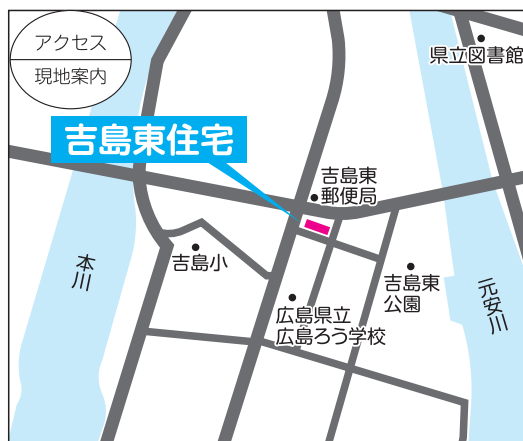 アクセス
現地案内
県立図書館
吉島東住宅
吉島東
郵便局
本川
吉島小
吉島東
公園
元安川
広島県立
広島ろう学校